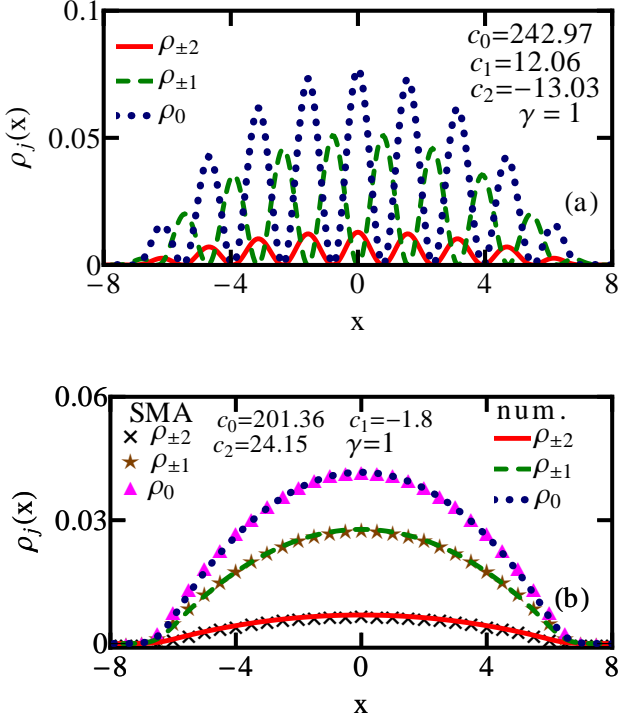 0.1
ρ±2
ρ±1
ρ0
c0=242.97
c1=12.06
c2=−13.03
γ = 1
0.05
ρj(x)
(a)
0
−8 −4 0 4 8
x
0.06
SMA
ρ±2
ρ±1
ρ0
c0=201.36 c1=−1.8
c2=24.15 γ=1
num.
ρ±2
ρ±1
ρ0
0.03
ρj(x)
(b)
0
−8 −4 0 4 8
x